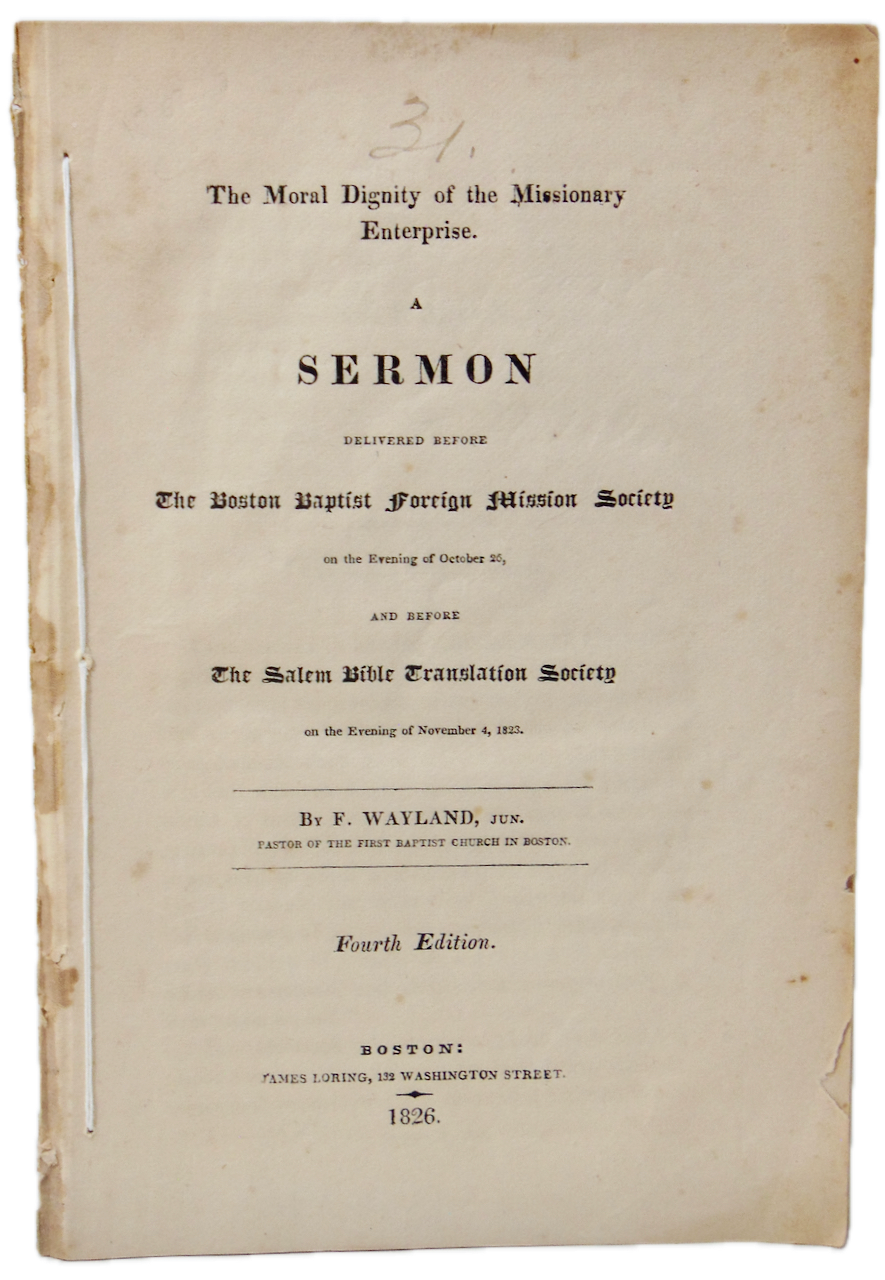 31.
The Moral Dignity of the Missionary
Enterprise.
A
SERMON
DELIVERED BEFORE
The Boston Baptist Foreign Mission Society
on the Evening of October 26,
AND BEFORE
The Salem Bible Translation Society
on the Evening of November 4, 1823.
By F. WAYLAND, JUN.
PASTOR OF THE FIRST BAPTIST CHURCH IN BOSTON.
Fourth Edition.
BOSTON:
JAMES LORING, 132 WASHINGTON STREET.
1826.